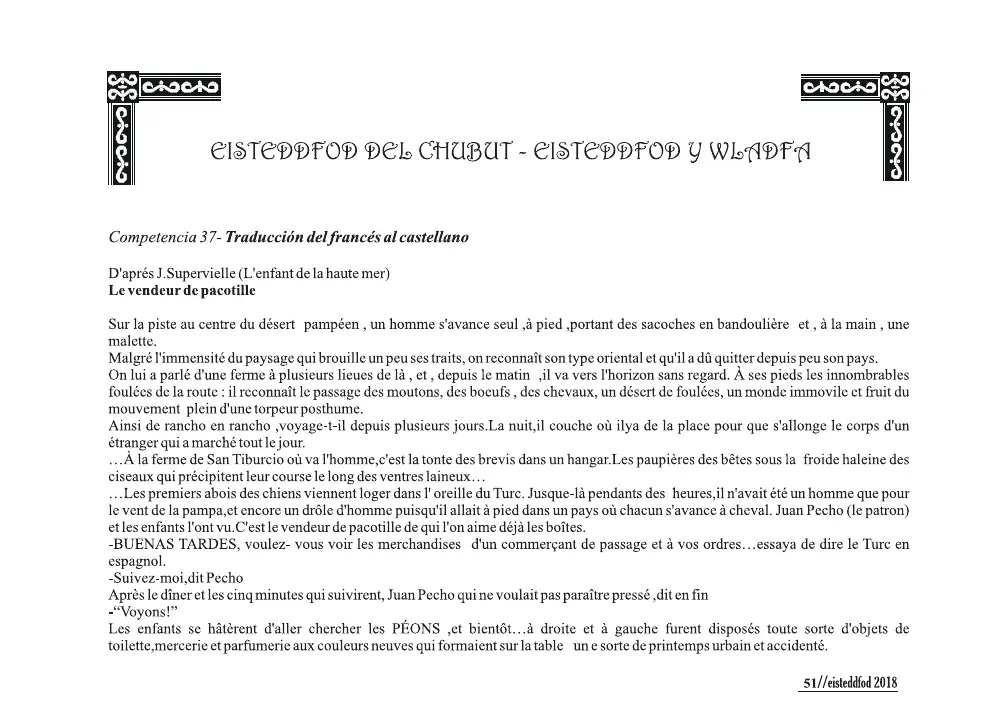 EISTEDDFOD DEL CHUBUT - EISTEDDFOD Y WLADFA
Competencia 37- Traducción del francés al castellano
D'aprés J.Supervielle (L'enfant de la haute mer)
Le vendeur de pacotille
Sur la piste au centre du désert pampéen , un homme s'avance seul ,à pied ,portant des sacoches en bandoulière et , à la main , une
malette.
Malgré l'immensité du paysage qui brouille un peu ses traits, on reconnaît son type oriental et qu'il a dû quitter depuis peu son pays.
On lui a parlé d'une ferme à plusieurs lieues de là , et , depuis le matin ,il va vers l'horizon sans regard. À ses pieds les innombrables
foulées de la route : il reconnaît le passage des moutons, des boeufs , des chevaux, un désert de foulées, un monde immovile et fruit du
mouvement plein d'une torpeur posthume.
Ainsi de rancho en rancho ,voyage-t-il depuis plusieurs jours.La nuit,il couche où ilya de la place pour que s'allonge le corps d'un
étranger qui a marché tout le jour.
…À la ferme de San Tiburcio où va l'homme,c'est la tonte des brevis dans un hangar.Les paupières des bêtes sous la froide haleine des
ciseaux qui précipitent leur course le long des ventres laineux…
…Les premiers abois des chiens viennent loger dans l' oreille du Turc. Jusque-là pendants des heures,il n'avait été un homme que pour
le vent de la pampa,et encore un drôle d'homme puisqu'il allait à pied dans un pays où chacun s'avance à cheval. Juan Pecho (le patron)
et les enfants l'ont vu.C'est le vendeur de pacotille de qui l'on aime déjà les boîtes.
-BUENAS TARDES, voulez- vous voir les merchandises d'un commerçant de passage et à vos ordres…essaya de dire le Turc en
espagnol.
-Suivez-moi,dit Pecho
Après le dîner et les cinq minutes qui suivirent, Juan Pecho qui ne voulait pas paraître pressé ,dit en fin
-“Voyons!”
Les enfants se hâtèrent d'aller chercher les PÉONS ,et bientôt…à droite et à gauche furent disposés toute sorte d'objets de
toilette,mercerie et parfumerie aux couleurs neuves qui formaient sur la table un e sorte de printemps urbain et accidenté.
51//eisteddfod 2018